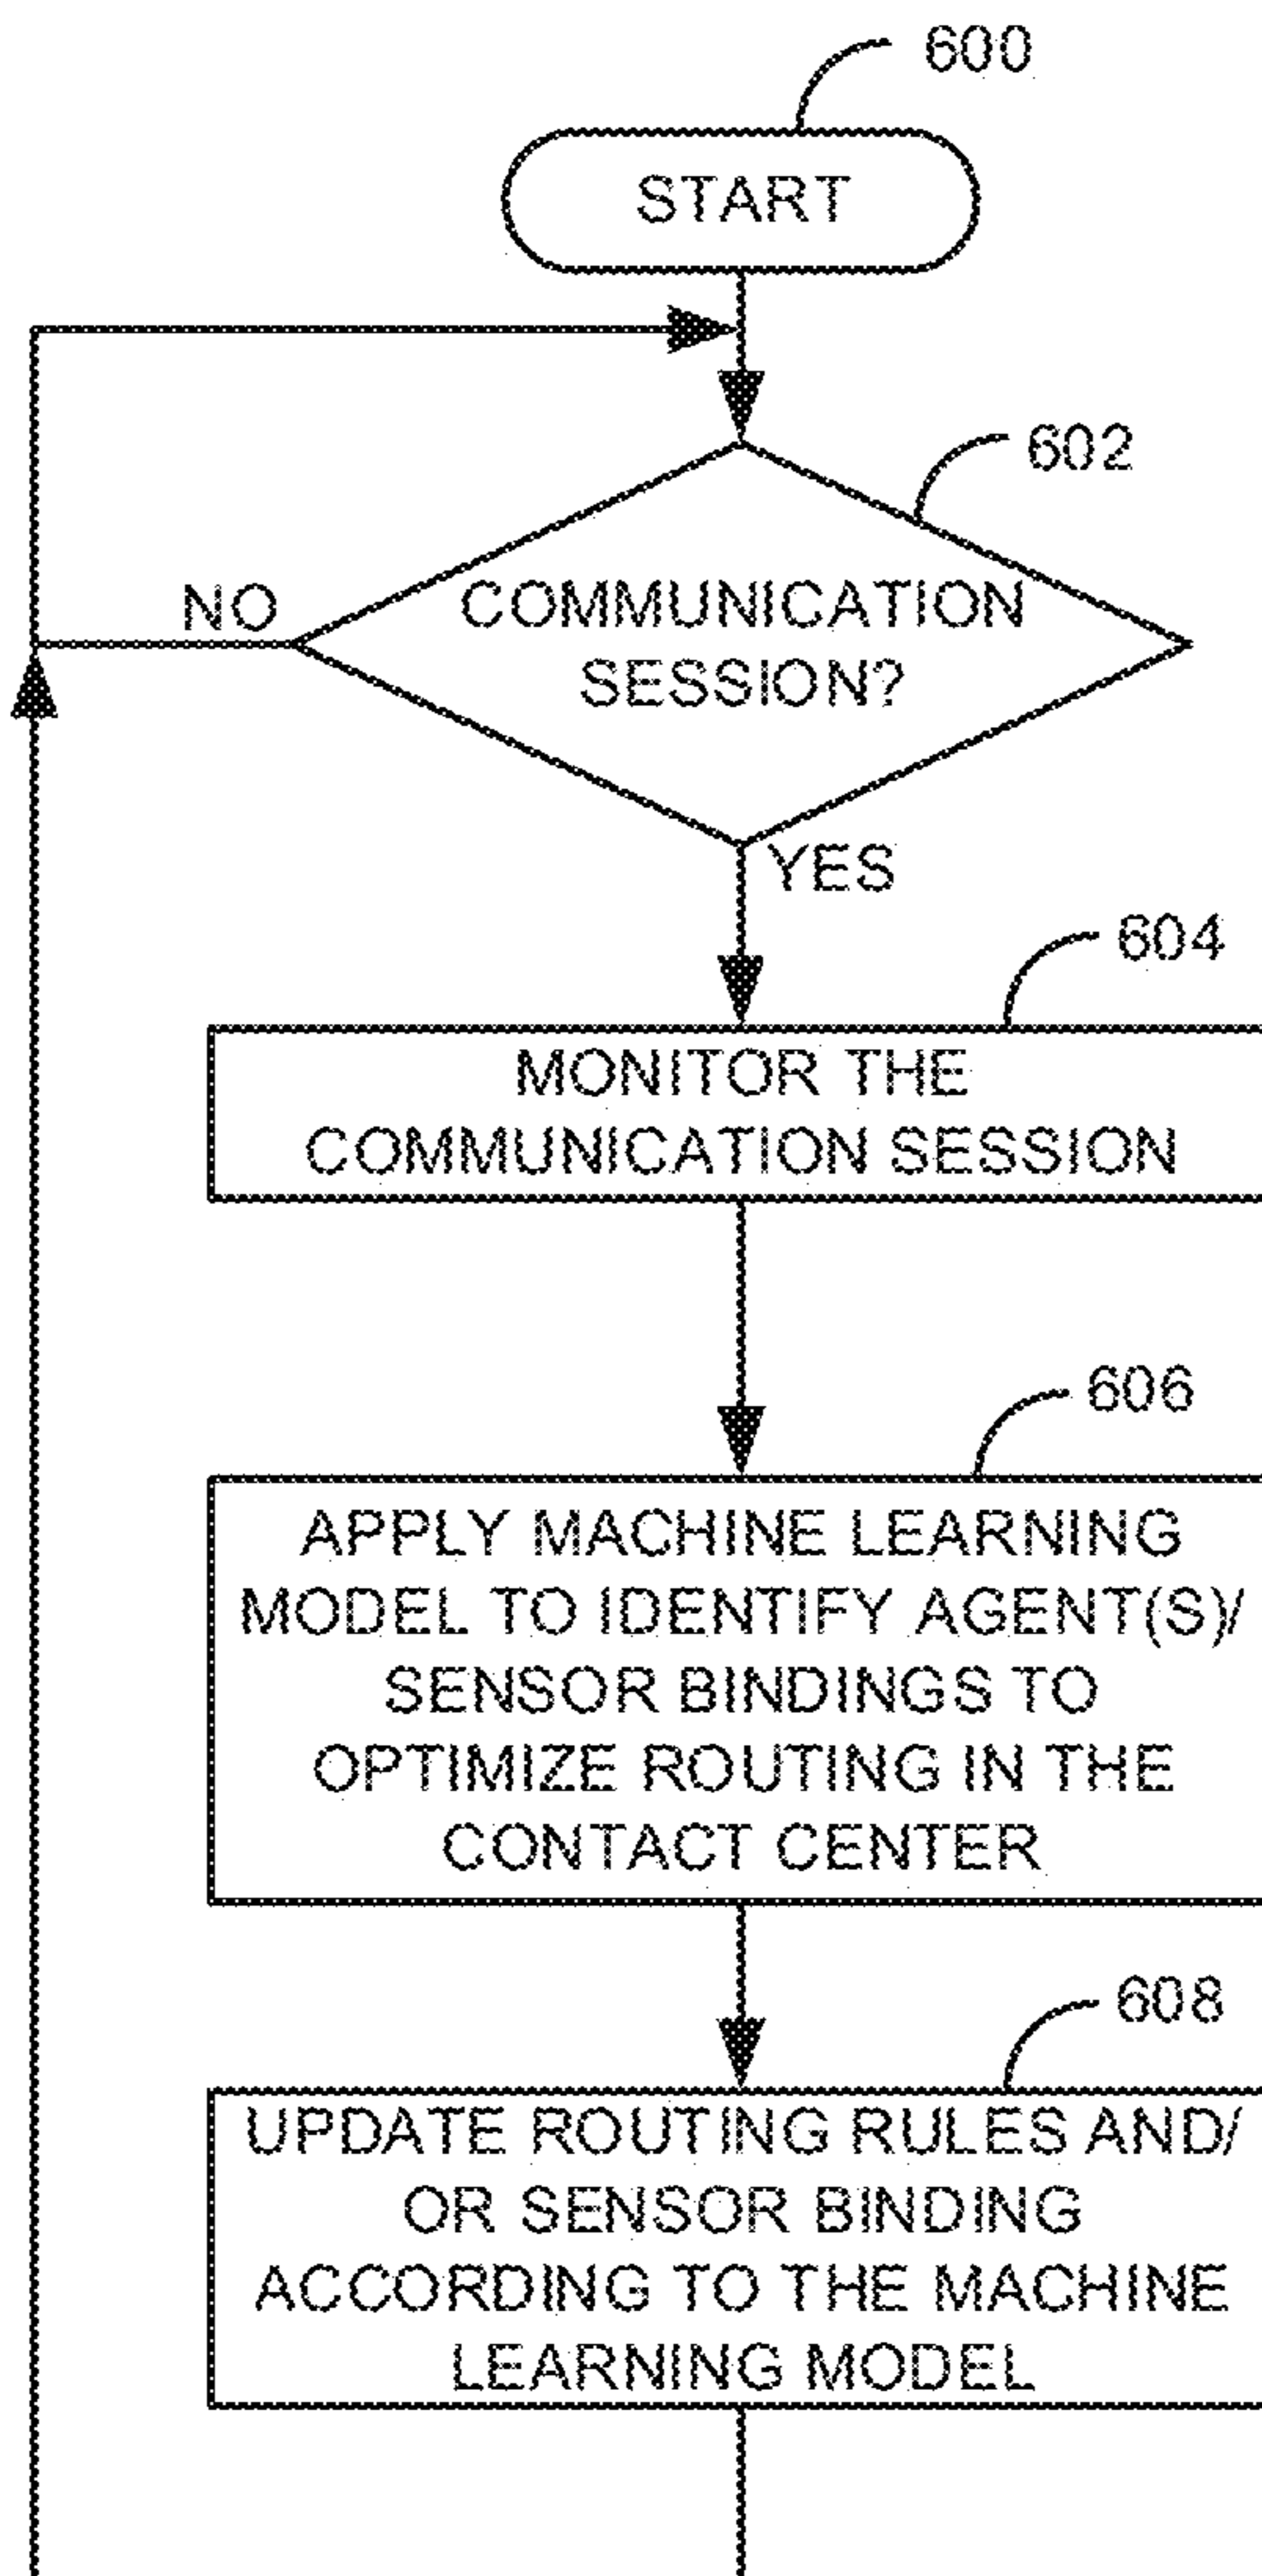 600
START
602
NO
COMMUNICATION
SESSION?
YES
604
MONITOR THE
COMMUNICATION SESSION
606
APPLY MACHINE LEARNING
MODEL TO IDENTIFY AGENT(S)/
SENSOR BINDINGS TO
OPTIMIZE ROUTING IN THE
CONTACT CENTER
608
UPDATE ROUTING RULES AND/
OR SENSOR BINDING
ACCORDING TO THE MACHINE
LEARNING MODEL